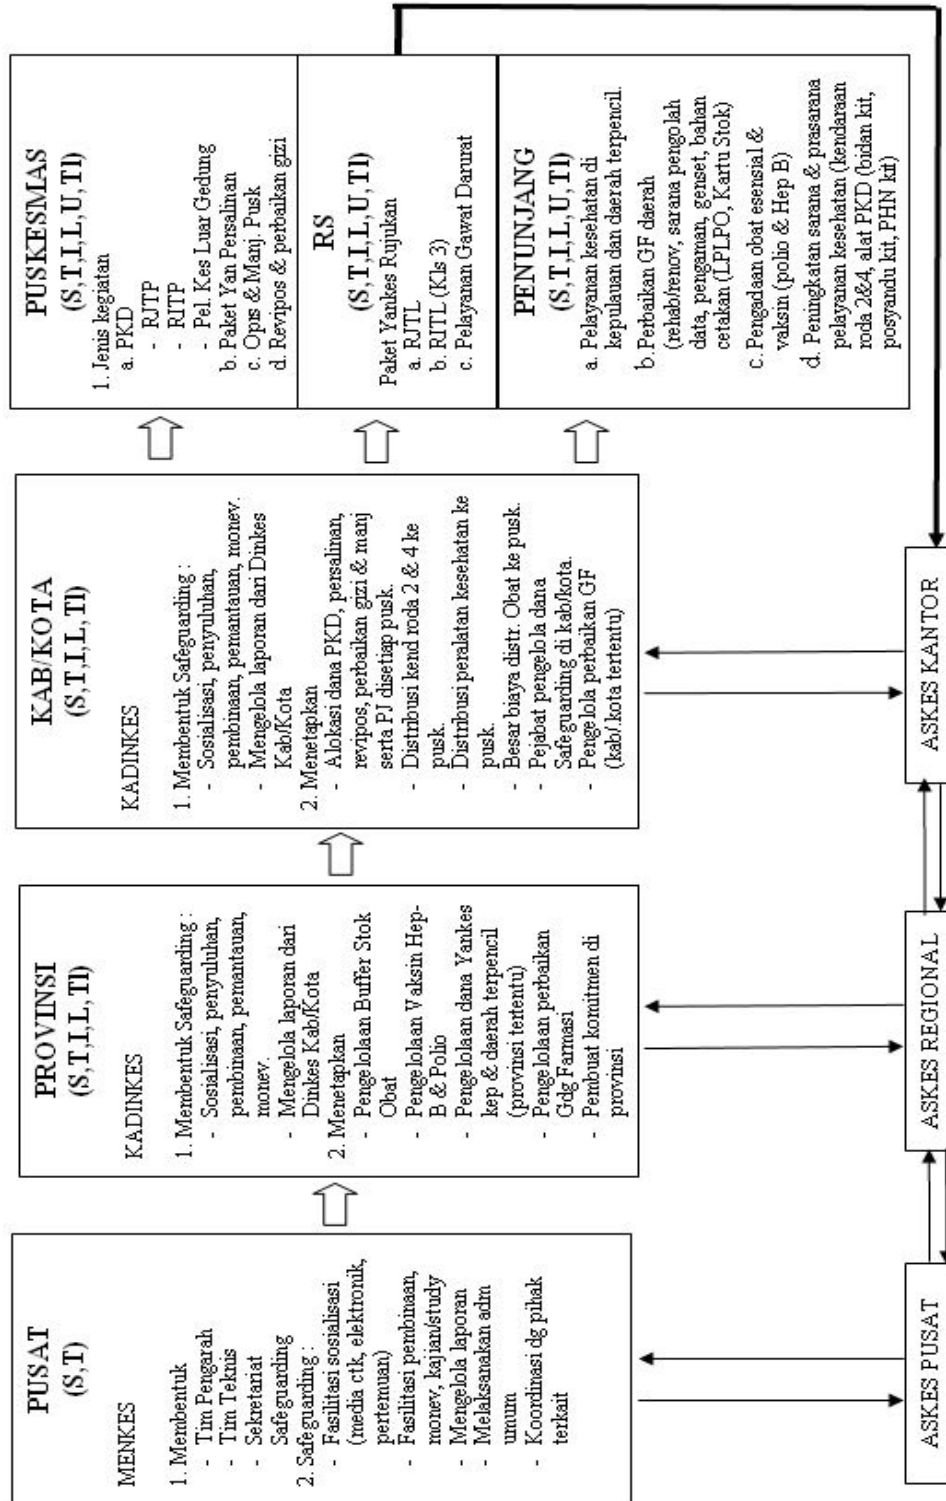 PUSAT
(S,T)
MENKES
1. Membentuk
- Tim Pengarah
- Tim Teknis
- Sekretariat
Safeguarding
2. Safeguarding :
- Fasilitasi sosialisasi
(media ctk, elektronik,
pertemuan)
- Fasilitasi pembinaan,
monev, kajian/study
- Mengelola laporan
- Melaksanakan adm
umum
- Koordinasi dg pihak
terkait
PROVINSI
(S,T,I,L,TI)
KADINKES
1. Membentuk Safeguarding :
- Sosialisasi, penyuluhan,
pembinaan, pemantauan,
monev.
- Mengelola laporan dari
Dinkes Kab/Kota
2. Menetapkan
- Pengelolaan Buffer Stok
Obat
- Pengelolaan Vaksin Hep-
B & Polio
- Pengelolaan dana Yankes
kep & daerah terpencil
(provinsi tertentu)
- Pengelolaan perbaikan
Gdg Farmasi
- Pembuat komitmen di
provinsi
KAB/KOTA
(S,T,I,L,TI)
KADINKES
1. Membentuk Safeguarding :
- Sosialisasi, penyuluhan,
pembinaan, pemantauan, monev.
- Mengelola laporan dari Dinkes
Kab/Kota
2. Menetapkan
- Alokasi dana PKD, persalinan,
revipos, perbaikan gizi & manj
serta PJ disetiap pusk.
- Distribusi kend roda 2 & 4 ke
pusk.
- Distribusi peralatan kesehatan ke
pusk.
- Besar biaya distr. Obat ke pusk.
- Pejabat pengelola dana
Safeguarding di kab/kota.
- Pengelola perbaikan GF
(kab/.kota tertentu)
PUSKESMAS
(S,T,I,L,U,TI)
1. Jenis kegiatan
a. PKD
- RJTP
- RITP
- Pel. Kes Luar Gedung
b. Paket Yan Persalinan
c. Opus & Manj. Pusk
d. Revipos & perbaikan gizi
RS
(S,T,I,L,U,TI)
Paket Yankes Rujukan
a. RJTL
b. RITL (Kls 3)
c. Pelayanan Gawat Darurat
PENUNJANG
(S,T,I,L,U,TI)
a. Pelayanan kesehatan di
kepulauan dan daerah terpencil.
b. Perbaikan GF daerah
(rehab/renov, sarana pengolah
data, pengaman, genset, bahan
cetakan (LPLPO, Kartu Stok)
c. Pengadaan obat esensial &
vaksin (polio & Hep B)
d. Peningkatan sarana & prasarana
pelayanan kesehatan (kendaraan
roda 2&4, alat PKD (bidan kit,
posyandu kit, PHN kit)
ASKES PUSAT
ASKES REGIONAL
ASKES KANTOR